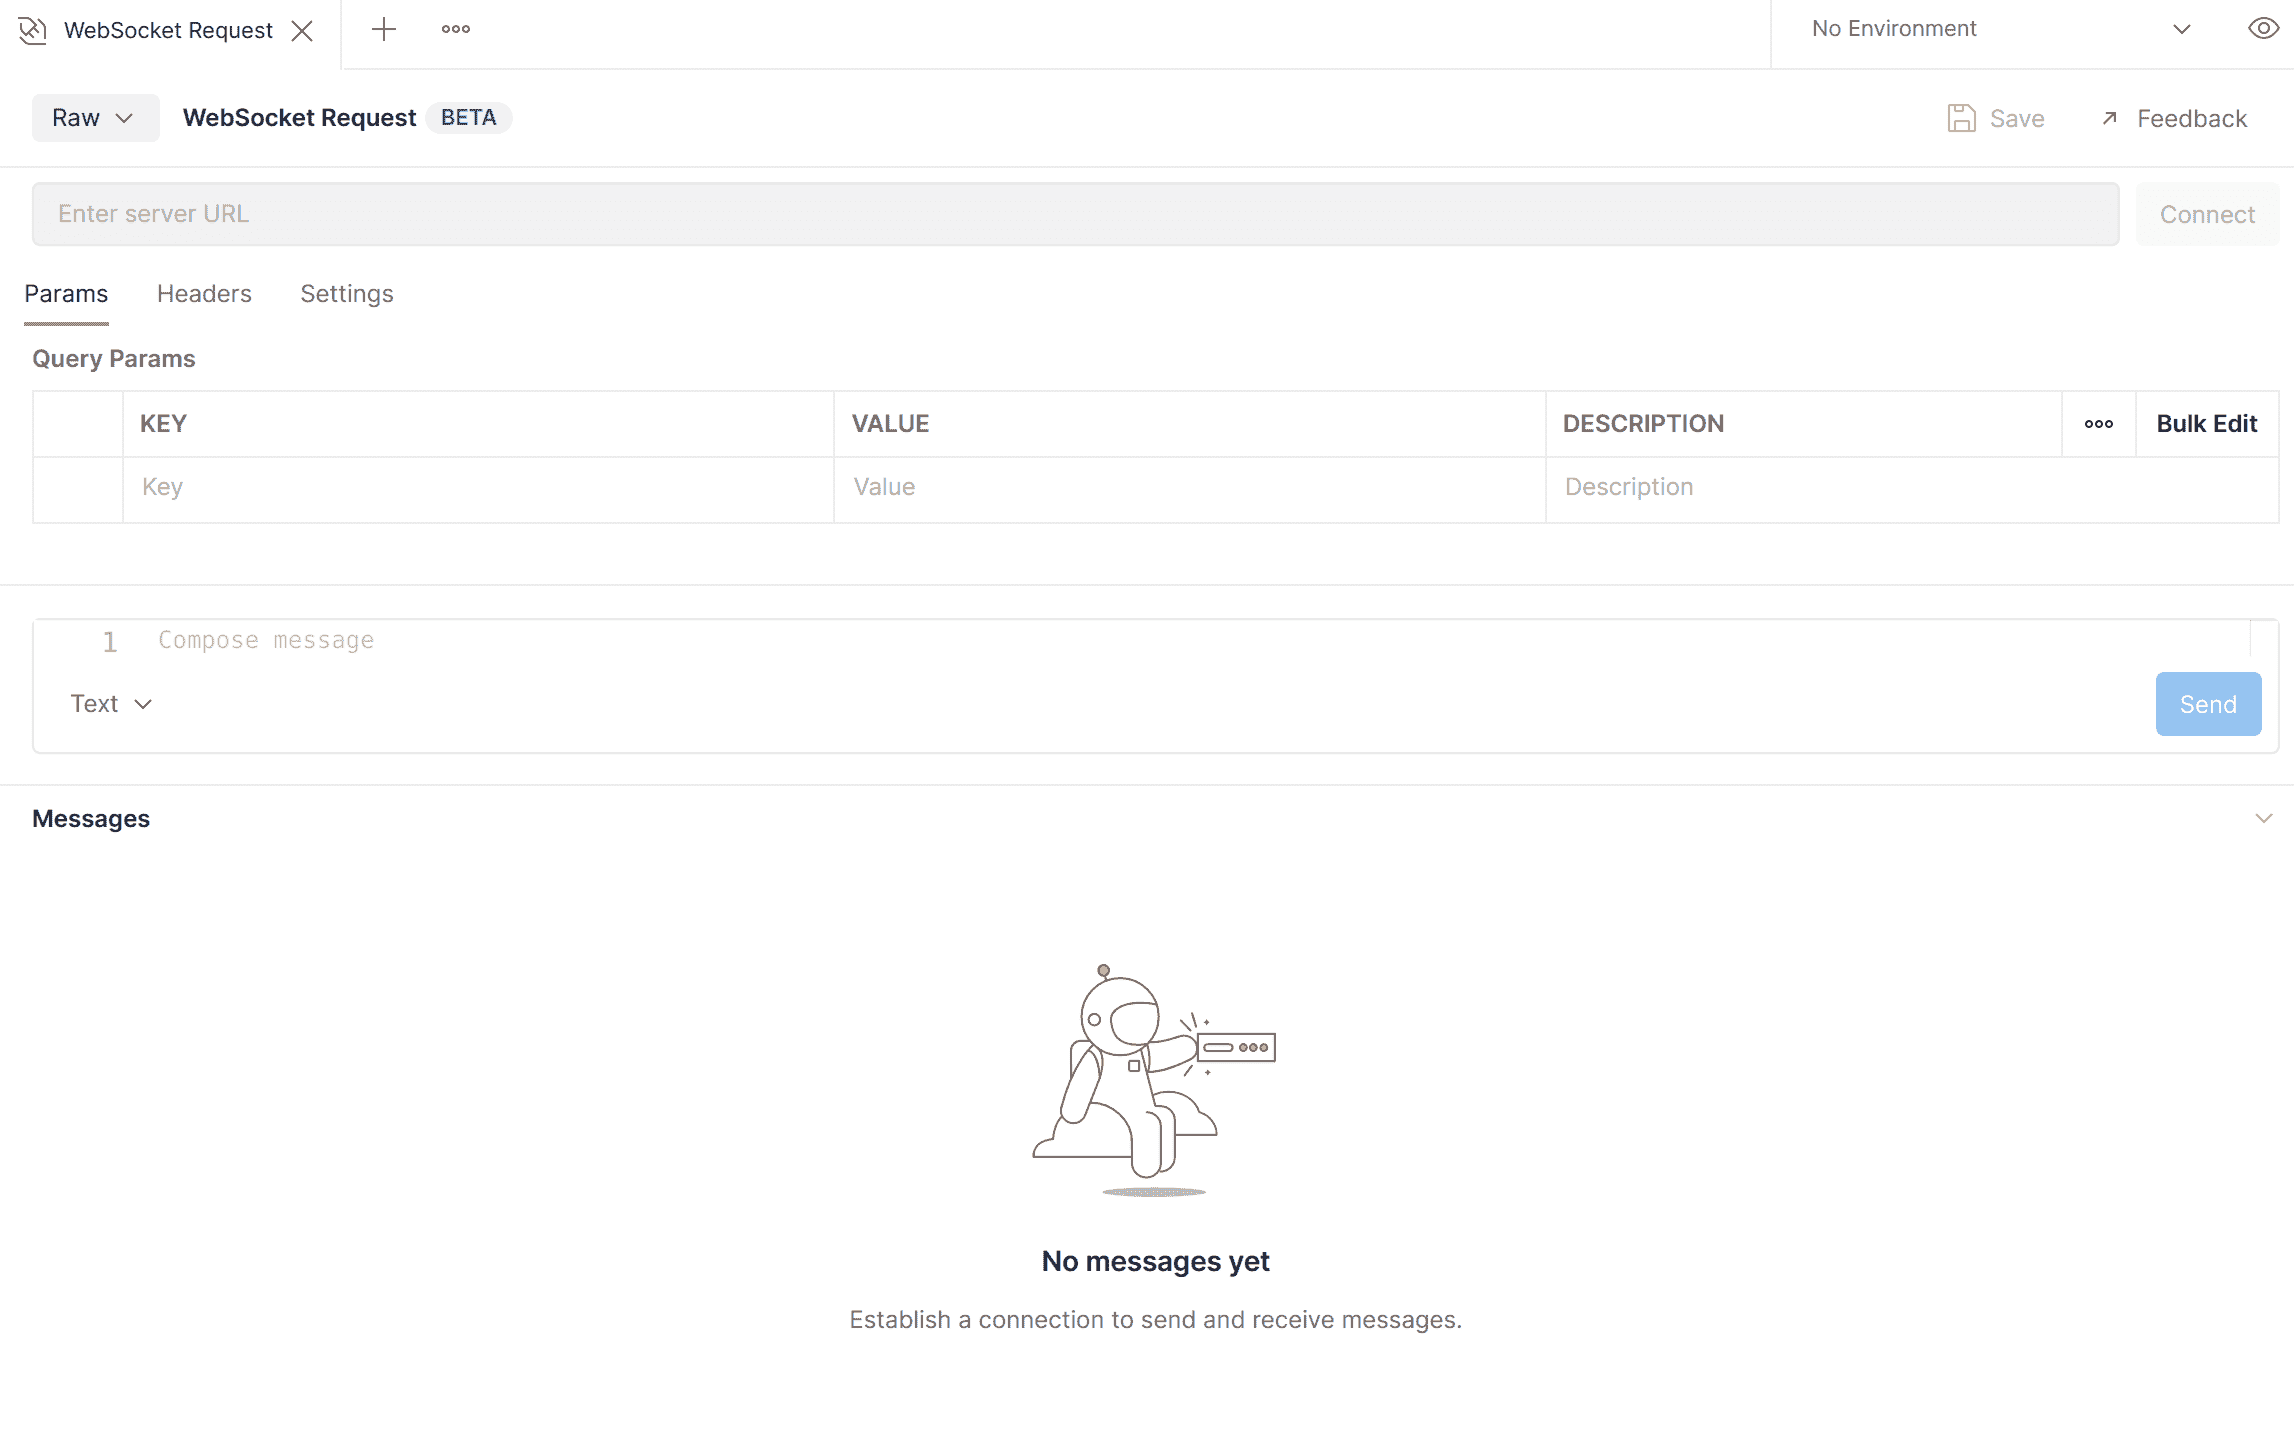 WebSocket Request
No Environment
Raw
WebSocket Request BETA
Save
Feedback
Enter server URL
Connect
Params Headers Settings
Query Params
KEY VALUE DESCRIPTION Bulk Edit
Key Value Description
1 Compose message
Text
Send
Messages
No messages yet
Establish a connection to send and receive messages.